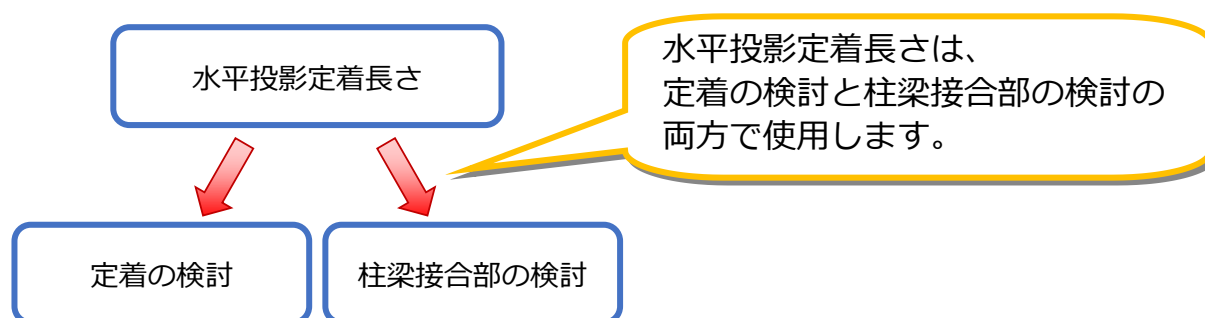 水平投影定着長さ
水平投影定着長さは、
定着の検討と柱梁接合部の検討の
両方で使用します。
定着の検討
柱梁接合部の検討